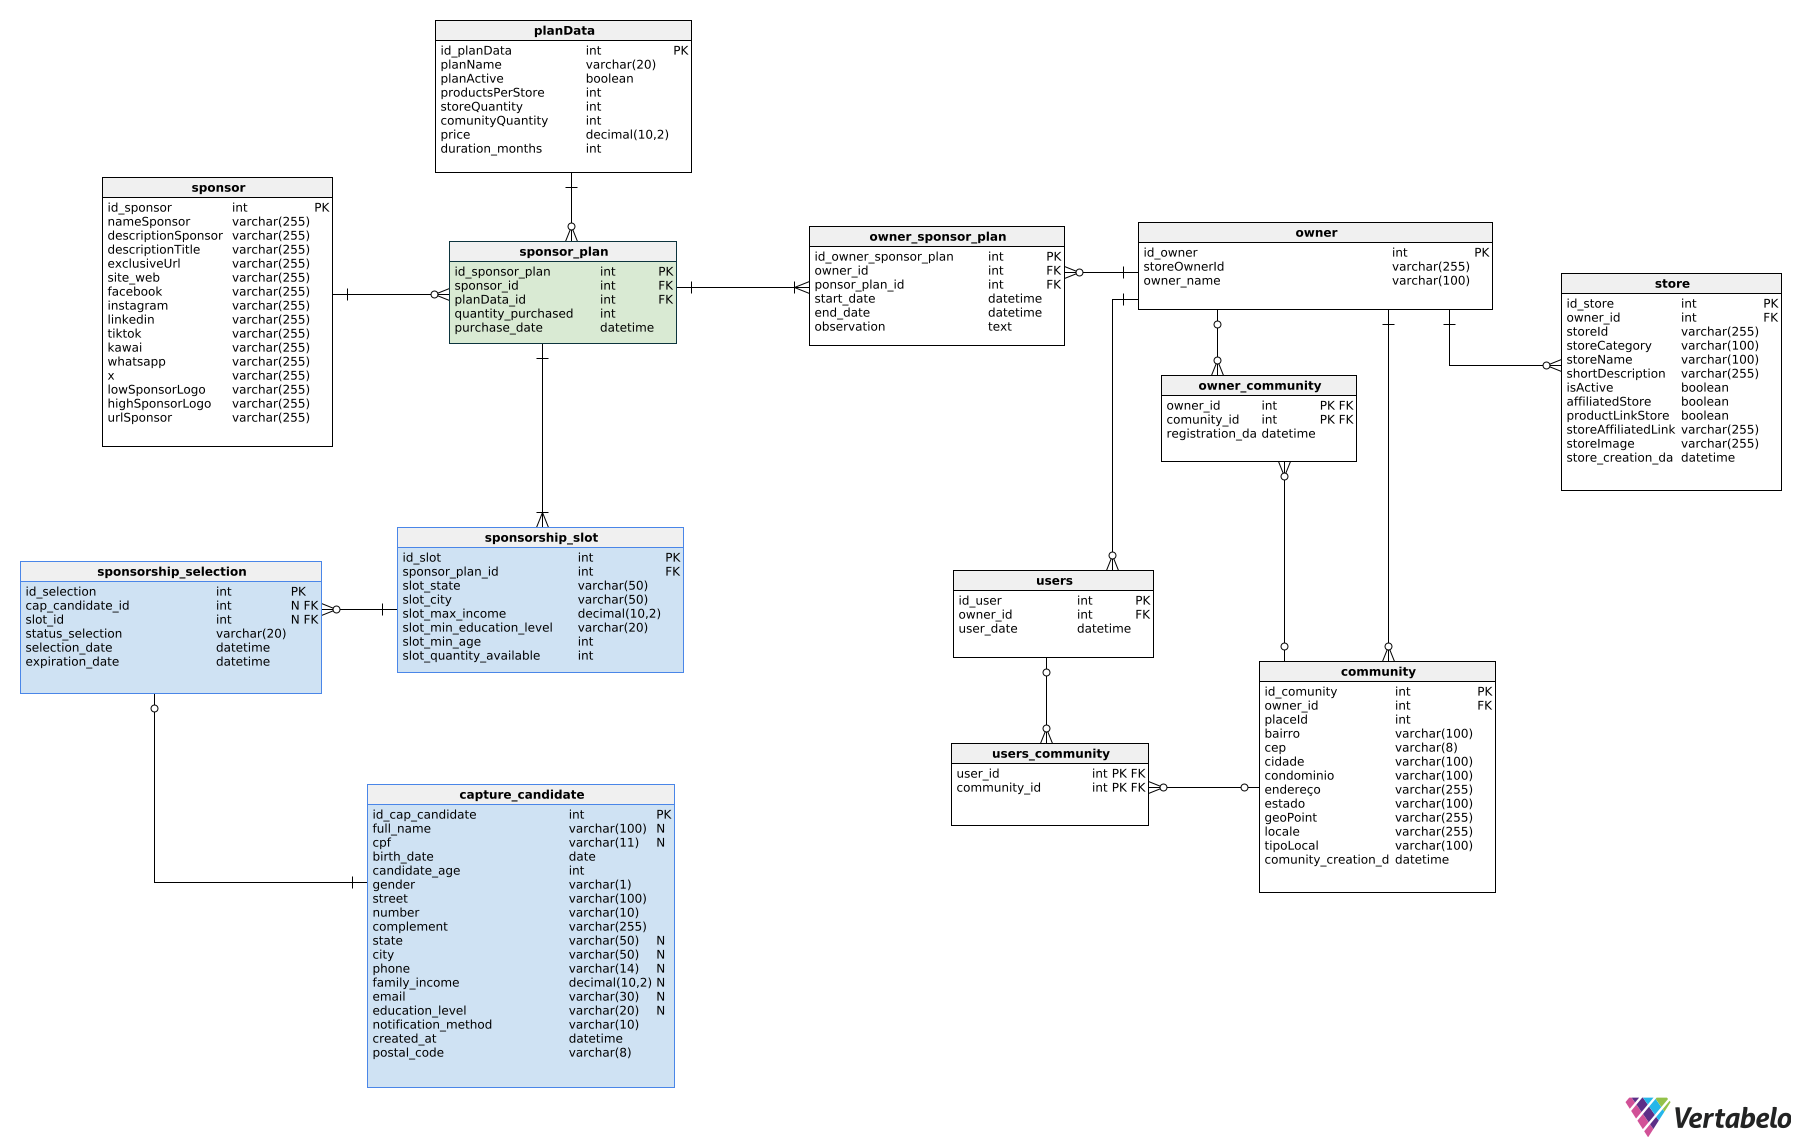 planData
id_planData int PK
planName varchar(20)
planActive boolean
productsPerStore int
storeQuantity int
comunityQuantity int
price decimal(10,2)
duration_months int
sponsor
id_sponsor int PK
nameSponsor varchar(255)
descriptionSponsor varchar(255)
descriptionTitle varchar(255)
exclusiveUrl varchar(255)
site_web varchar(255)
facebook varchar(255)
instagram varchar(255)
linkedin varchar(255)
tiktok varchar(255)
kawai varchar(255)
whatsapp varchar(255)
x varchar(255)
lowSponsorLogo varchar(255)
highSponsorLogo varchar(255)
urlSponsor varchar(255)
sponsor_plan
id_sponsor_plan int PK
sponsor_id int FK
planData_id int FK
quantity_purchased int
purchase_date datetime
owner_sponsor_plan
id_owner_sponsor_plan int PK
owner_id int FK
ponsor_plan_id int FK
start_date datetime
end_date datetime
observation text
owner
id_owner int PK
storeOwnerId varchar(255)
owner_name varchar(100)
store
id_store int PK
owner_id int FK
storeId varchar(255)
storeCategory varchar(100)
storeName varchar(100)
shortDescription varchar(255)
isActive boolean
affiliatedStore boolean
productLinkStore boolean
storeAffiliatedLink varchar(255)
storeImage varchar(255)
store_creation_da datetime
owner_community
owner_id int PK FK
comunity_id int PK FK
registration_da datetime
sponsorship_slot
id_slot int PK
sponsor_plan_id int FK
slot_state varchar(50)
slot_city varchar(50)
slot_max_income decimal(10,2)
slot_min_education_level varchar(20)
slot_min_age int
slot_quantity_available int
sponsorship_selection
id_selection int PK
cap_candidate_id int N FK
slot_id int N FK
status_selection varchar(20)
selection_date datetime
expiration_date datetime
users
id_user int PK
owner_id int FK
user_date datetime
community
id_comunity int PK
owner_id int FK
placeId int
bairro varchar(100)
cep varchar(8)
cidade varchar(100)
condominio varchar(100)
endereço varchar(255)
estado varchar(100)
geoPoint varchar(255)
locale varchar(255)
tipoLocal varchar(100)
comunity_creation_d datetime
users_community
user_id int PK FK
community_id int PK FK
capture_candidate
id_cap_candidate int PK
full_name varchar(100) N
cpf varchar(11) N
birth_date date
candidate_age int
gender varchar(1)
street varchar(100)
number varchar(10)
complement varchar(255)
state varchar(50) N
city varchar(50) N
phone varchar(14) N
family_income decimal(10,2) N
email varchar(30) N
education_level varchar(20) N
notification_method varchar(10)
created_at datetime
postal_code varchar(8)
Vertabelo